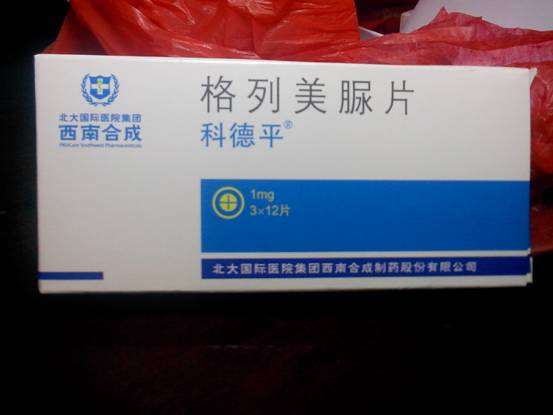 北大国际医院集团
西南合成
PKUCare Southwest Pharmaceuticals
格列美脲片
科德平®
1mg
3×12片
北大国际医院集团西南合成制药股份有限公司